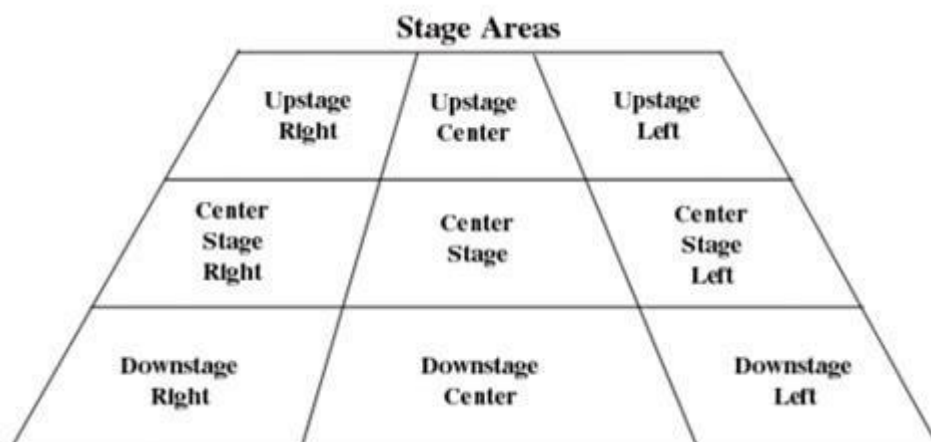 Stage Areas
Upstage
Right
Upstage
Center
Upstage
Left
Center
Stage
Right
Center
Stage
Center
Stage
Left
Downstage
Right
Downstage
Center
Downstage
Left